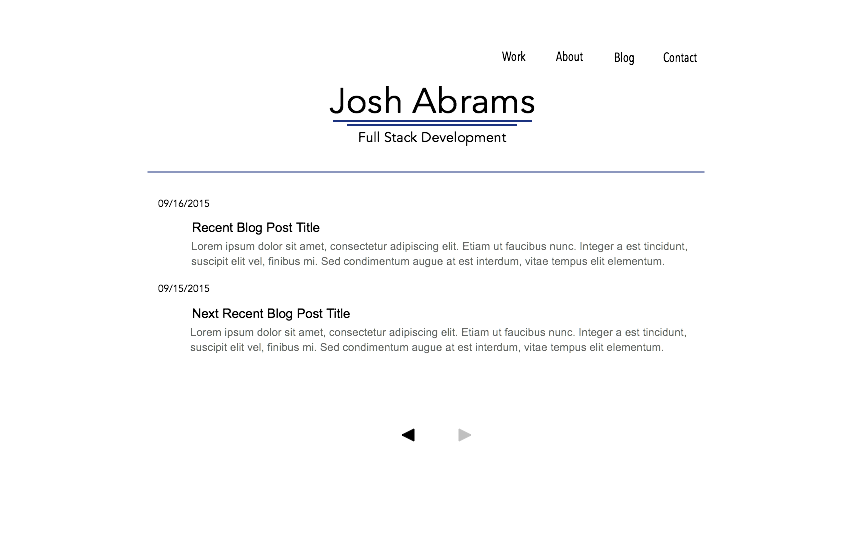 Work About Blog Contact
Josh Abrams
Full Stack Development
09/16/2015
Recent Blog Post Title
Lorem ipsum dolor sit amet, consectetur adipiscing elit. Etiam ut faucibus nunc. Integer a est tincidunt,
suscipit elit vel, finibus mi. Sed condimentum augue at est interdum, vitae tempus elit elementum.
09/15/2015
Next Recent Blog Post Title
Lorem ipsum dolor sit amet, consectetur adipiscing elit. Etiam ut faucibus nunc. Integer a est tincidunt,
suscipit elit vel, finibus mi. Sed condimentum augue at est interdum, vitae tempus elit elementum.